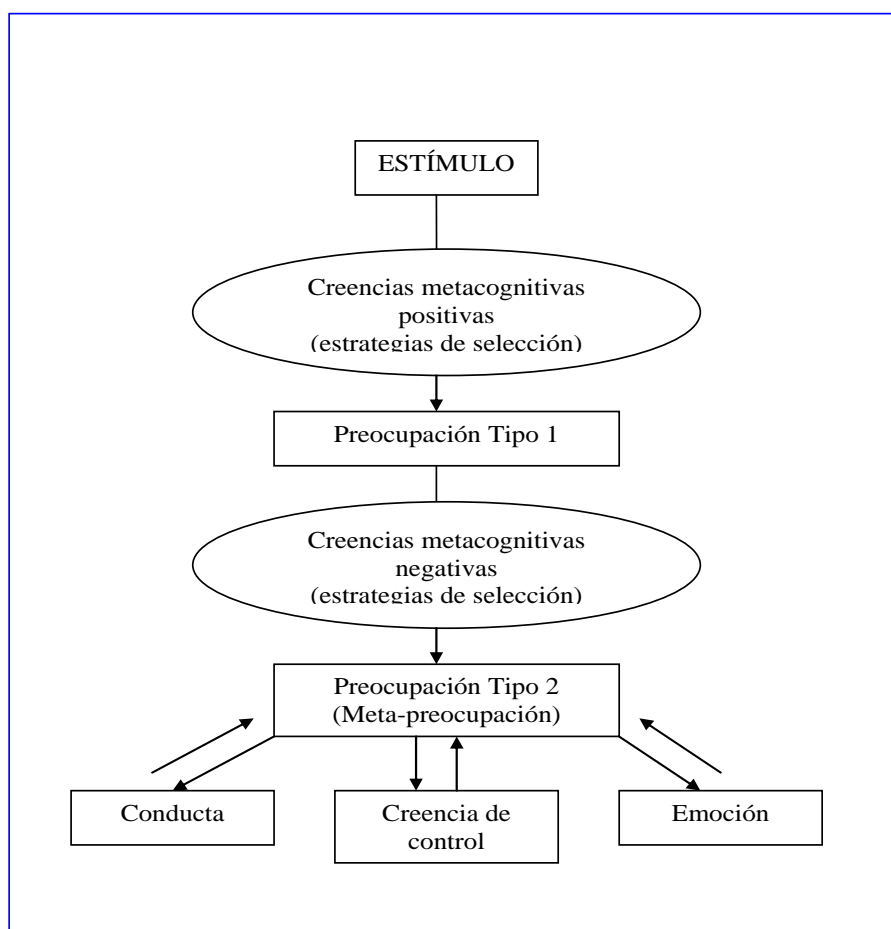 ESTÍMULO
Creencias metacognitivas
positivas
(estrategias de selección)
Preocupación Tipo 1
Creencias metacognitivas
negativas
(estrategias de selección)
Preocupación Tipo 2
(Meta-preocupación)
Conducta
Creencia de
control
Emoción